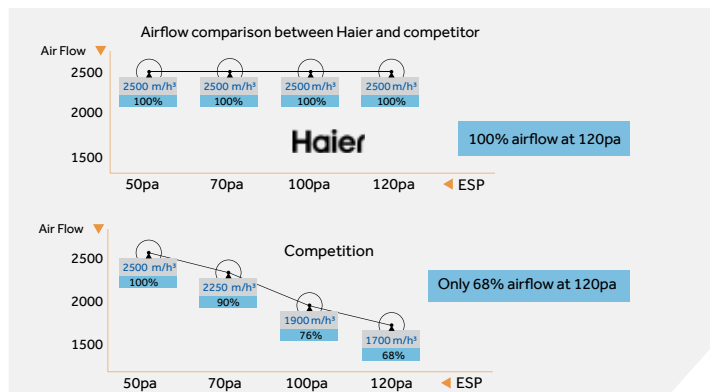 Airflow comparison between Haier and competitor
Air Flow
2500
2000
1500
2500 m/h³ 2500 m/h³ 2500 m/h³ 2500 m/h³
100% 100% 100% 100%
Haier
100% airflow at 120pa
50pa 70pa 100pa 120pa ESP
Air Flow
Competition
2500
2000
1500
2500 m/h³
100%
2250 m/h³
90%
1900 m/h³
76%
1700 m/h³
68%
Only 68% airflow at 120pa
50pa 70pa 100pa 120pa ESP